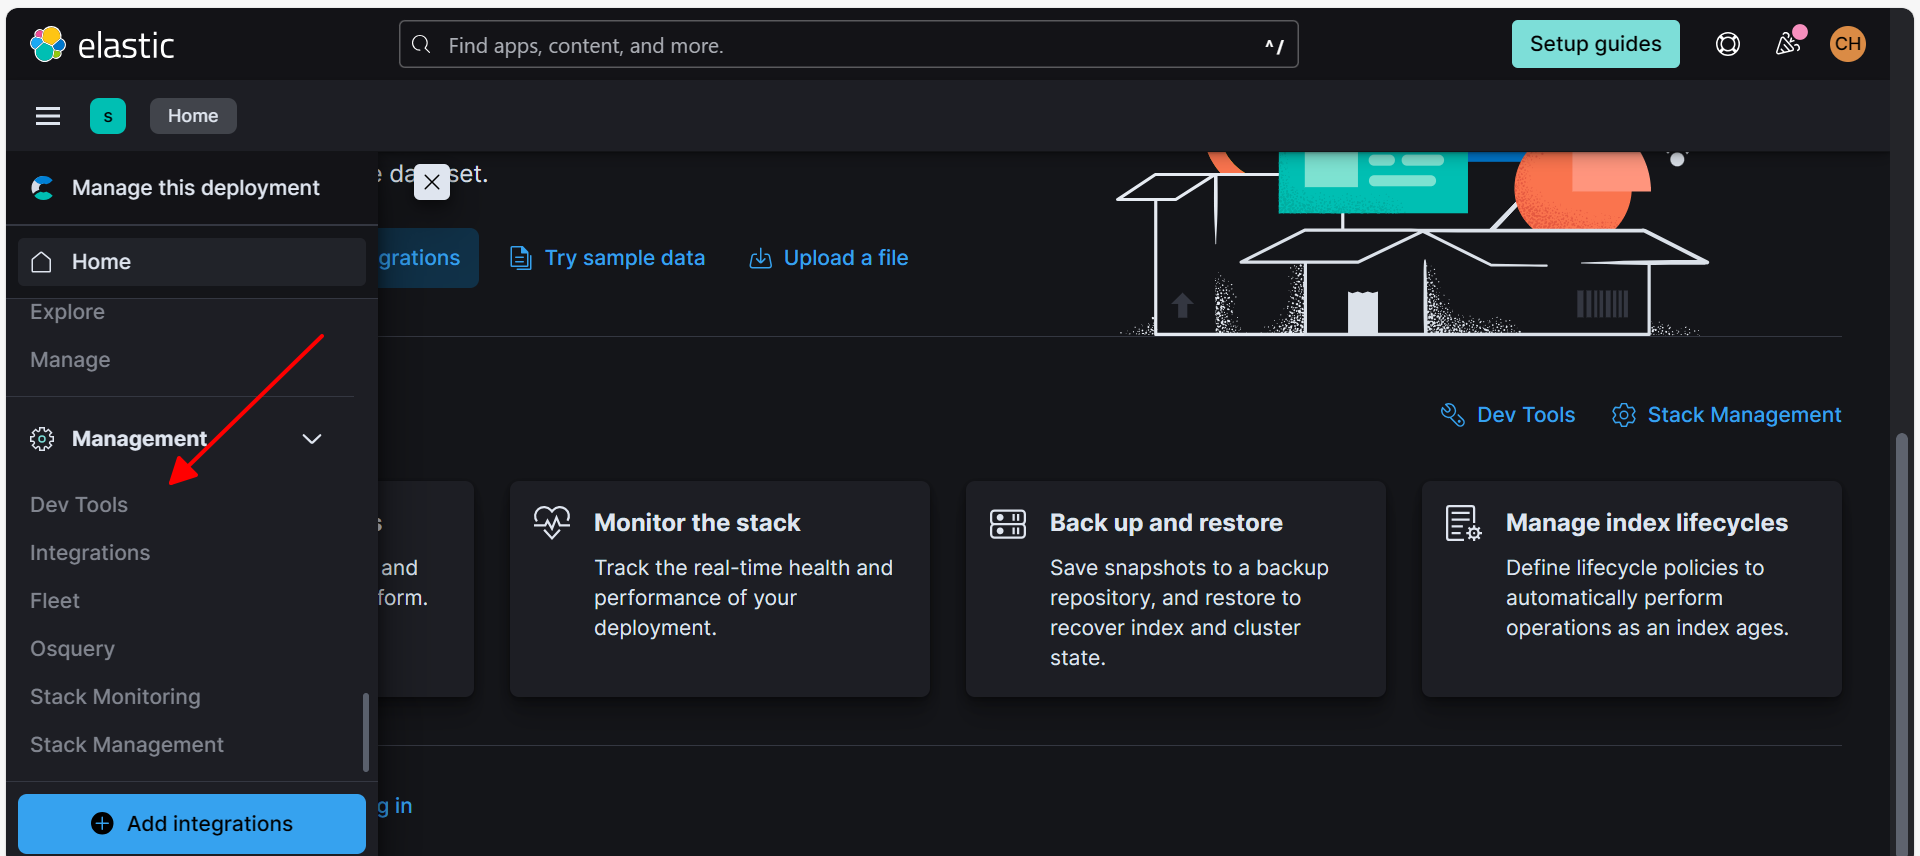 elastic
Find apps, content, and more.
^/
Setup guides
CH
s
Home
Manage this deployment
set.
Home
grations
Try sample data
Upload a file
Explore
Manage
Management
Dev Tools
Stack Management
Dev Tools
Integrations
Fleet
Osquery
Stack Monitoring
Stack Management
Add integrations
and
form.
Monitor the stack
Track the real-time health and
performance of your
deployment.
Back up and restore
Save snapshots to a backup
repository, and restore to
recover index and cluster
state.
Manage index lifecycles
Define lifecycle policies to
automatically perform
operations as an index ages.
g in